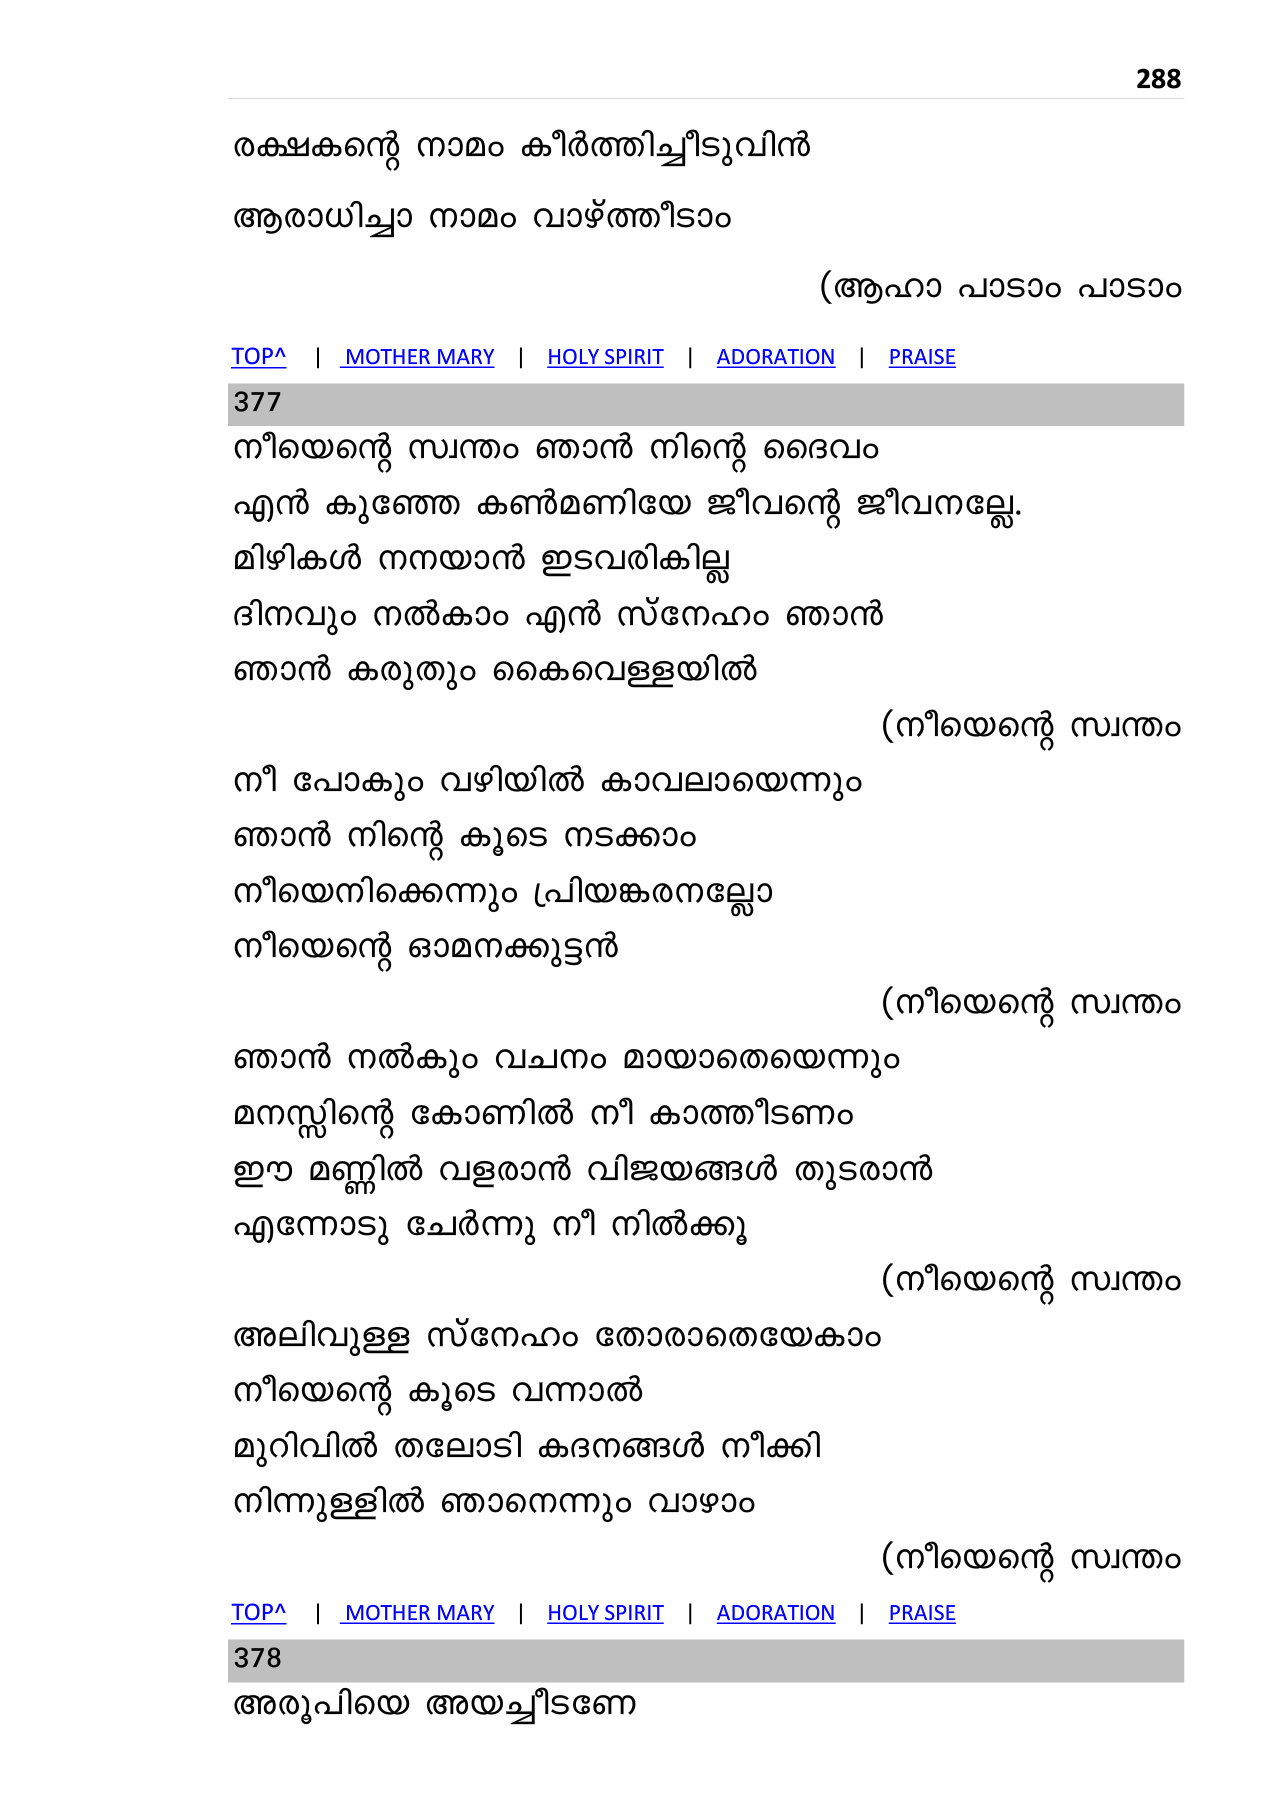 288
രക്ഷകന്റെ നാമം കീർത്തിച്ചീടുവിൻ
ആരാധിച്ചാ നാമം വാഴ്ത്തീടാം
(ആഹാ പാടാം പാടാം
TOP^ | MOTHER MARY | HOLY SPIRIT | ADORATION | PRAISE
377
നീയെന്റെ സ്വന്തം ഞാൻ നിന്റെ ദൈവം
എൻ കുഞ്ഞേ കൺമണിയേ ജീവന്റെ ജീവനല്ലേ.
മിഴികൾ നനയാൻ ഇടവരികില്ല
ദിനവും നൽകാം എൻ സ്നേഹം ഞാൻ
ഞാൻ കരുതും കൈവെള്ളയിൽ
(നീയെന്റെ സ്വന്തം
നീ പോകും വഴിയിൽ കാവലായെന്നും
ഞാൻ നിന്റെ കൂടെ നടക്കാം
നീയെനിക്കെന്നും പ്രിയങ്കരനല്ലോ
നീയെന്റെ ഓമനക്കുട്ടൻ
(നീയെന്റെ സ്വന്തം
ഞാൻ നൽകും വചനം മായാതെയെന്നും
മനസ്സിന്റെ കോണിൽ നീ കാത്തീടണം
ഈ മണ്ണിൽ വളരാൻ വിജയങ്ങൾ തുടരാൻ
എന്നോടു ചേർന്നു നീ നിൽക്കൂ
(നീയെന്റെ സ്വന്തം
അലിവുള്ള സ്നേഹം തോരാതെയേകാം
നീയെന്റെ കൂടെ വന്നാൽ
മുറിവിൽ തലോടി കദനങ്ങൾ നീക്കി
നിന്നുള്ളിൽ ഞാനെന്നും വാഴാം
(നീയെന്റെ സ്വന്തം
TOP^ | MOTHER MARY | HOLY SPIRIT | ADORATION | PRAISE
378
അരൂപിയെ അയച്ചീടണേ